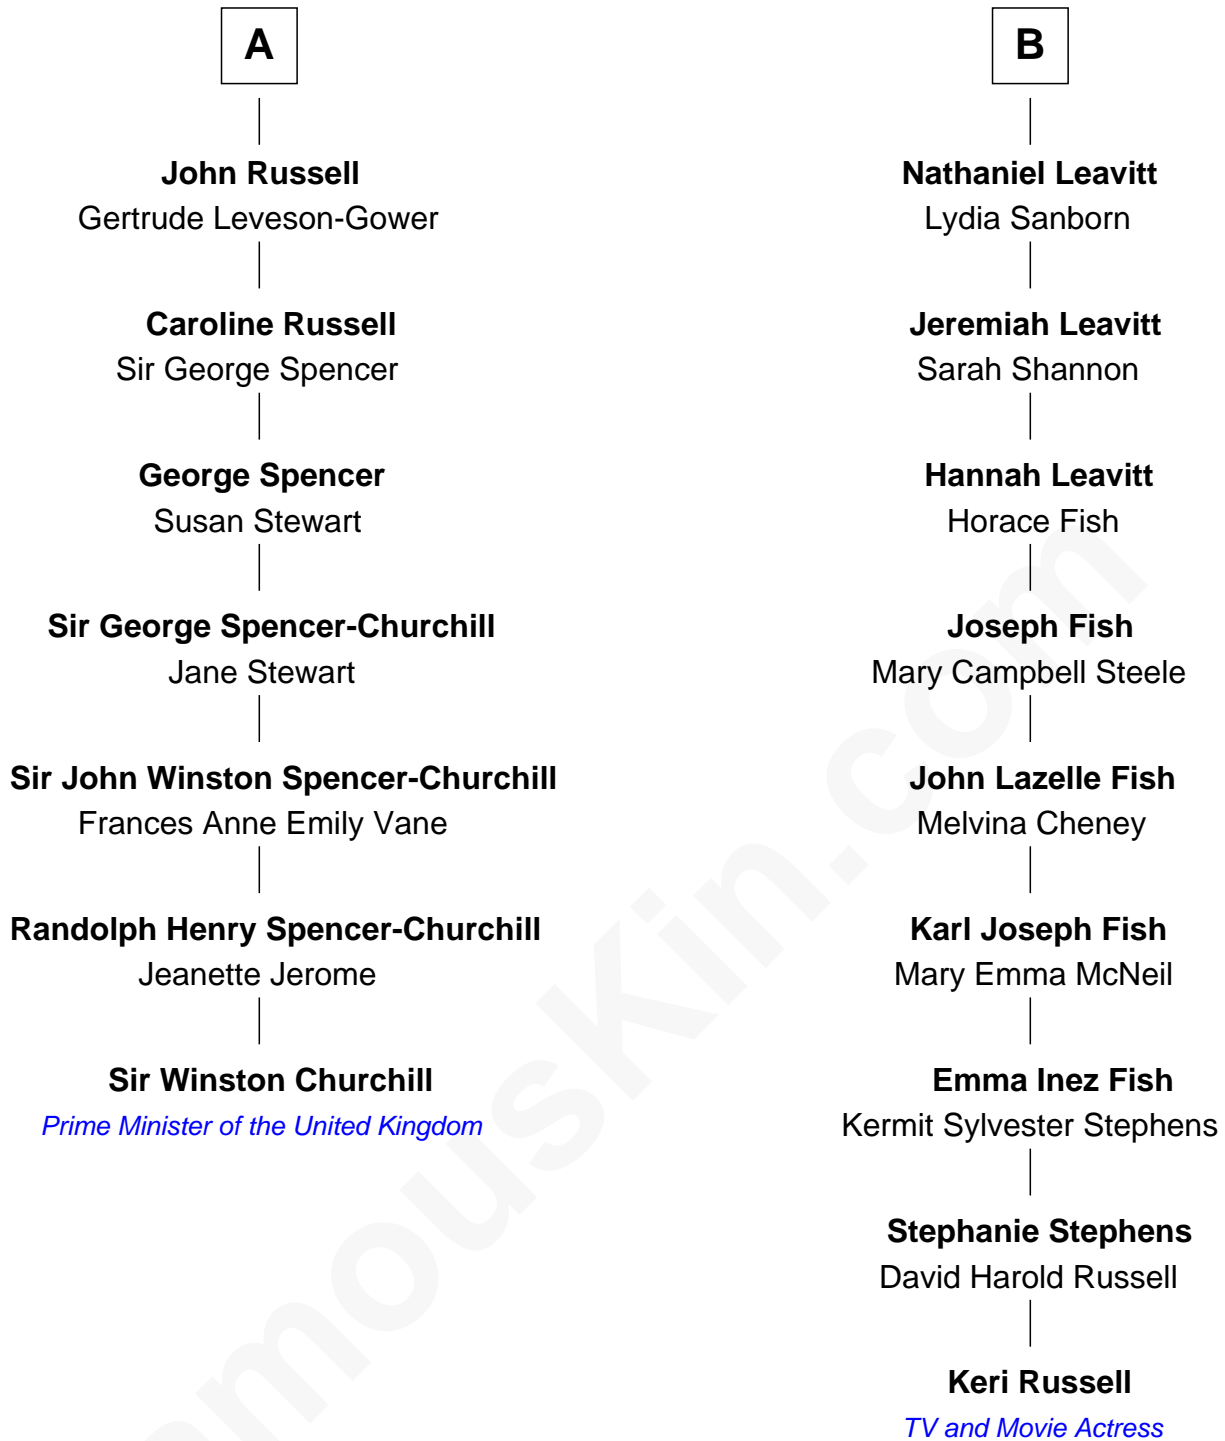 A
John Russell
Gertrude Leveson-Gower
Caroline Russell
Sir George Spencer
George Spencer
Susan Stewart
Sir George Spencer-Churchill
Jane Stewart
Sir John Winston Spencer-Churchill
Frances Anne Emily Vane
Randolph Henry Spencer-Churchill
Jeanette Jerome
Sir Winston Churchill
Prime Minister of the United Kingdom
B
Nathaniel Leavitt
Lydia Sanborn
Jeremiah Leavitt
Sarah Shannon
Hannah Leavitt
Horace Fish
Joseph Fish
Mary Campbell Steele
John Lazelle Fish
Melvina Cheney
Karl Joseph Fish
Mary Emma McNeil
Emma Inez Fish
Kermit Sylvester Stephens
Stephanie Stephens
David Harold Russell
Keri Russell
TV and Movie Actress
amouskin.com